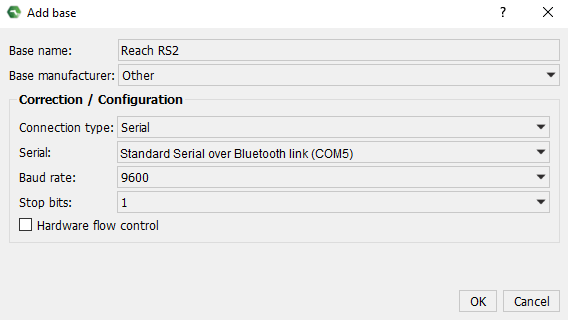 Add base
Base name: Reach RS2
Base manufacturer: Other
Correction / Configuration
Connection type: Serial
Serial: Standard Serial over Bluetooth link (COM5)
Baud rate: 9600
Stop bits: 1
Hardware flow control
OK Cancel